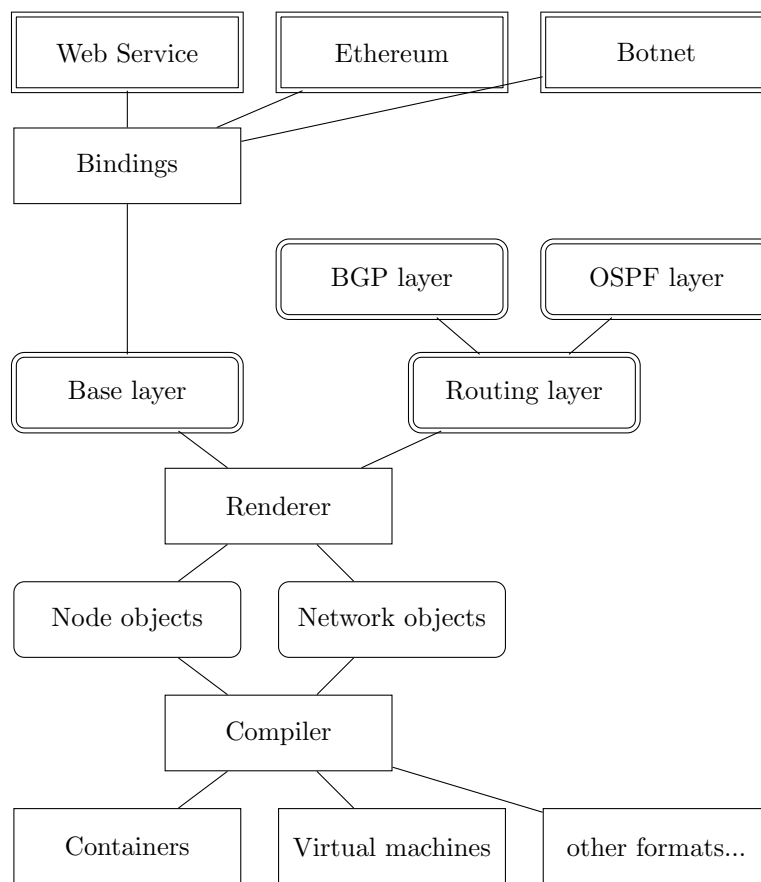 Web Service
Ethereum
Botnet
Bindings
BGP layer
OSPF layer
Base layer
Routing layer
Renderer
Node objects
Network objects
Compiler
Containers
Virtual machines
other formats...